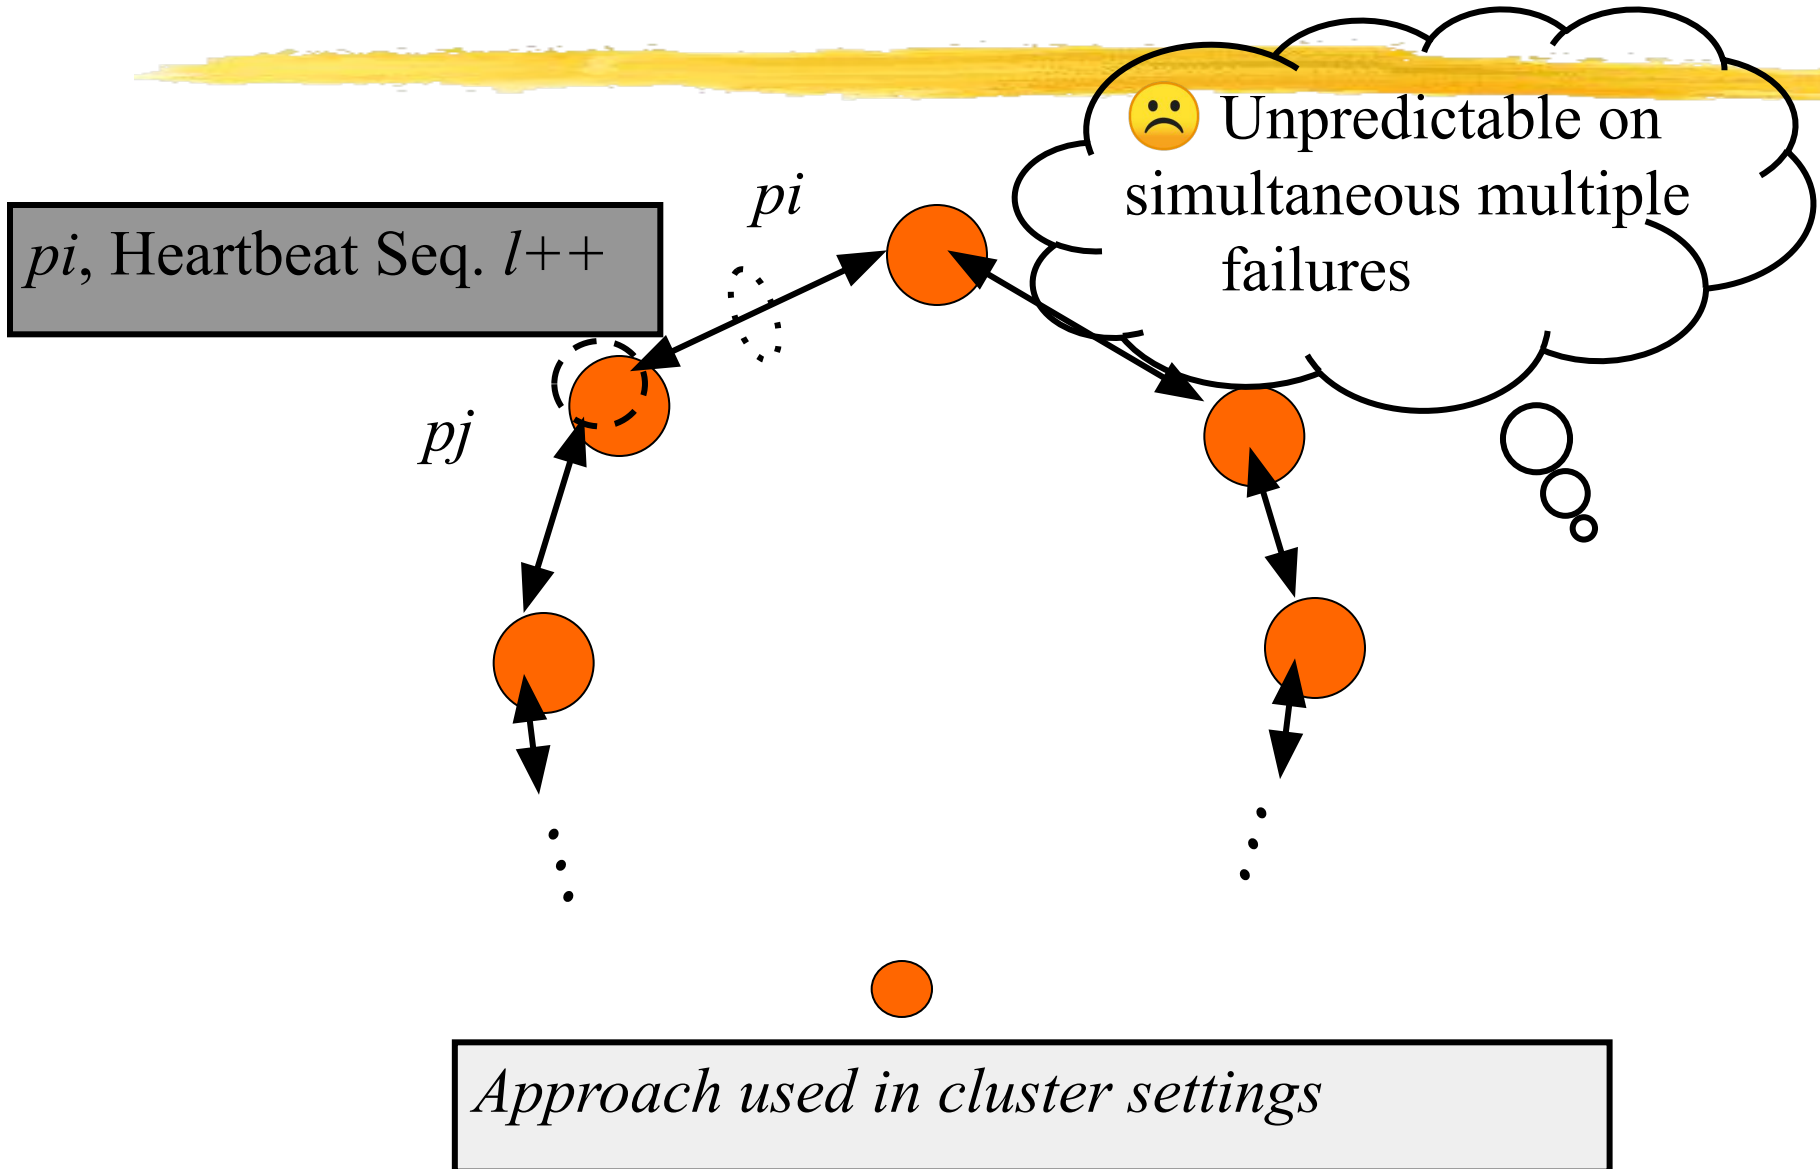 ☹ Unpredictable on
simultaneous multiple
failures
pi
pi, Heartbeat Seq. l++
pj
Approach used in cluster settings